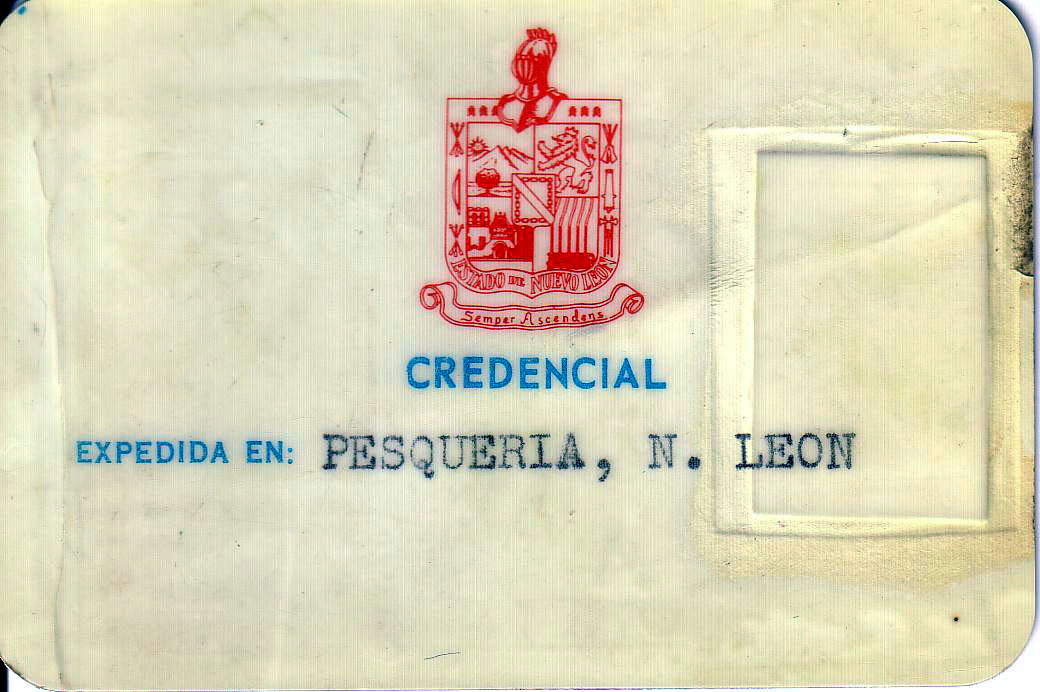 ESTADO DE NUEVO LEON
Semper Ascendens
CREDENCIAL
EXPEDIDA EN: PESQUERIA, N. LEON